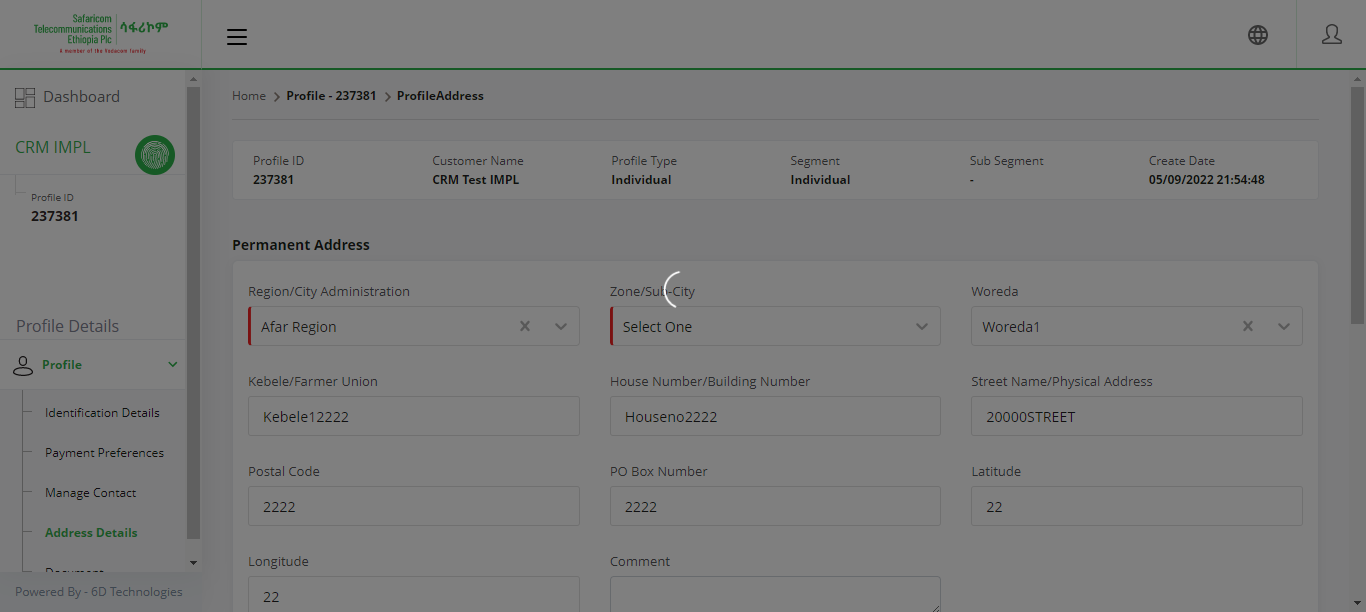 Safaricom
Telecommunications
Ethiopia Plc
ሳፋሪኮም
A member of the Vodacom family
Dashboard
CRM IMPL
Profile ID
237381
Profile Details
Profile
Identification Details
Payment Preferences
Manage Contact
Address Details
Document
Powered By - 6D Technologies
Home > Profile - 237381 > ProfileAddress
Profile ID Customer Name Profile Type Segment Sub Segment Create Date
237381 CRM Test IMPL Individual Individual - 05/09/2022 21:54:48
Permanent Address
Region/City Administration Zone/Sub-City Woreda
Afar Region Select One Woreda1
Kebele/Farmer Union House Number/Building Number Street Name/Physical Address
Kebele12222 Houseno2222 20000STREET
Postal Code PO Box Number Latitude
2222 2222 22
Longitude Comment
22